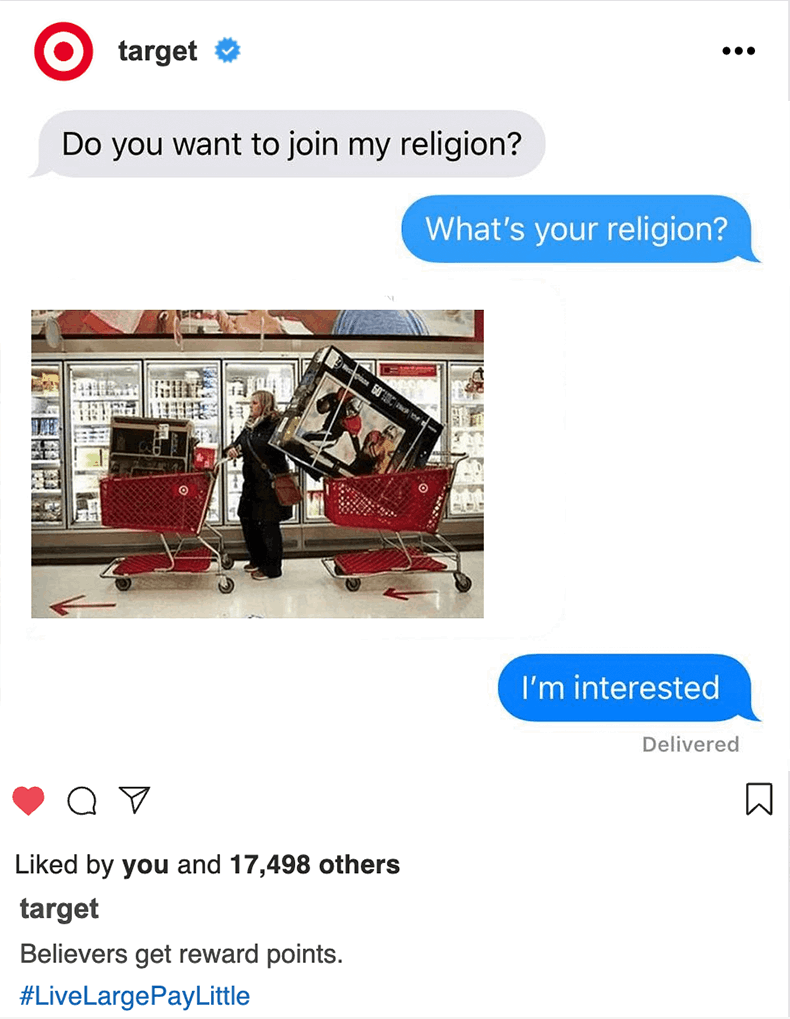 target
Do you want to join my religion?
What's your religion?
60"
I'm interested
Delivered
Liked by you and 17,498 others
target
Believers get reward points.
#LiveLargePayLittle